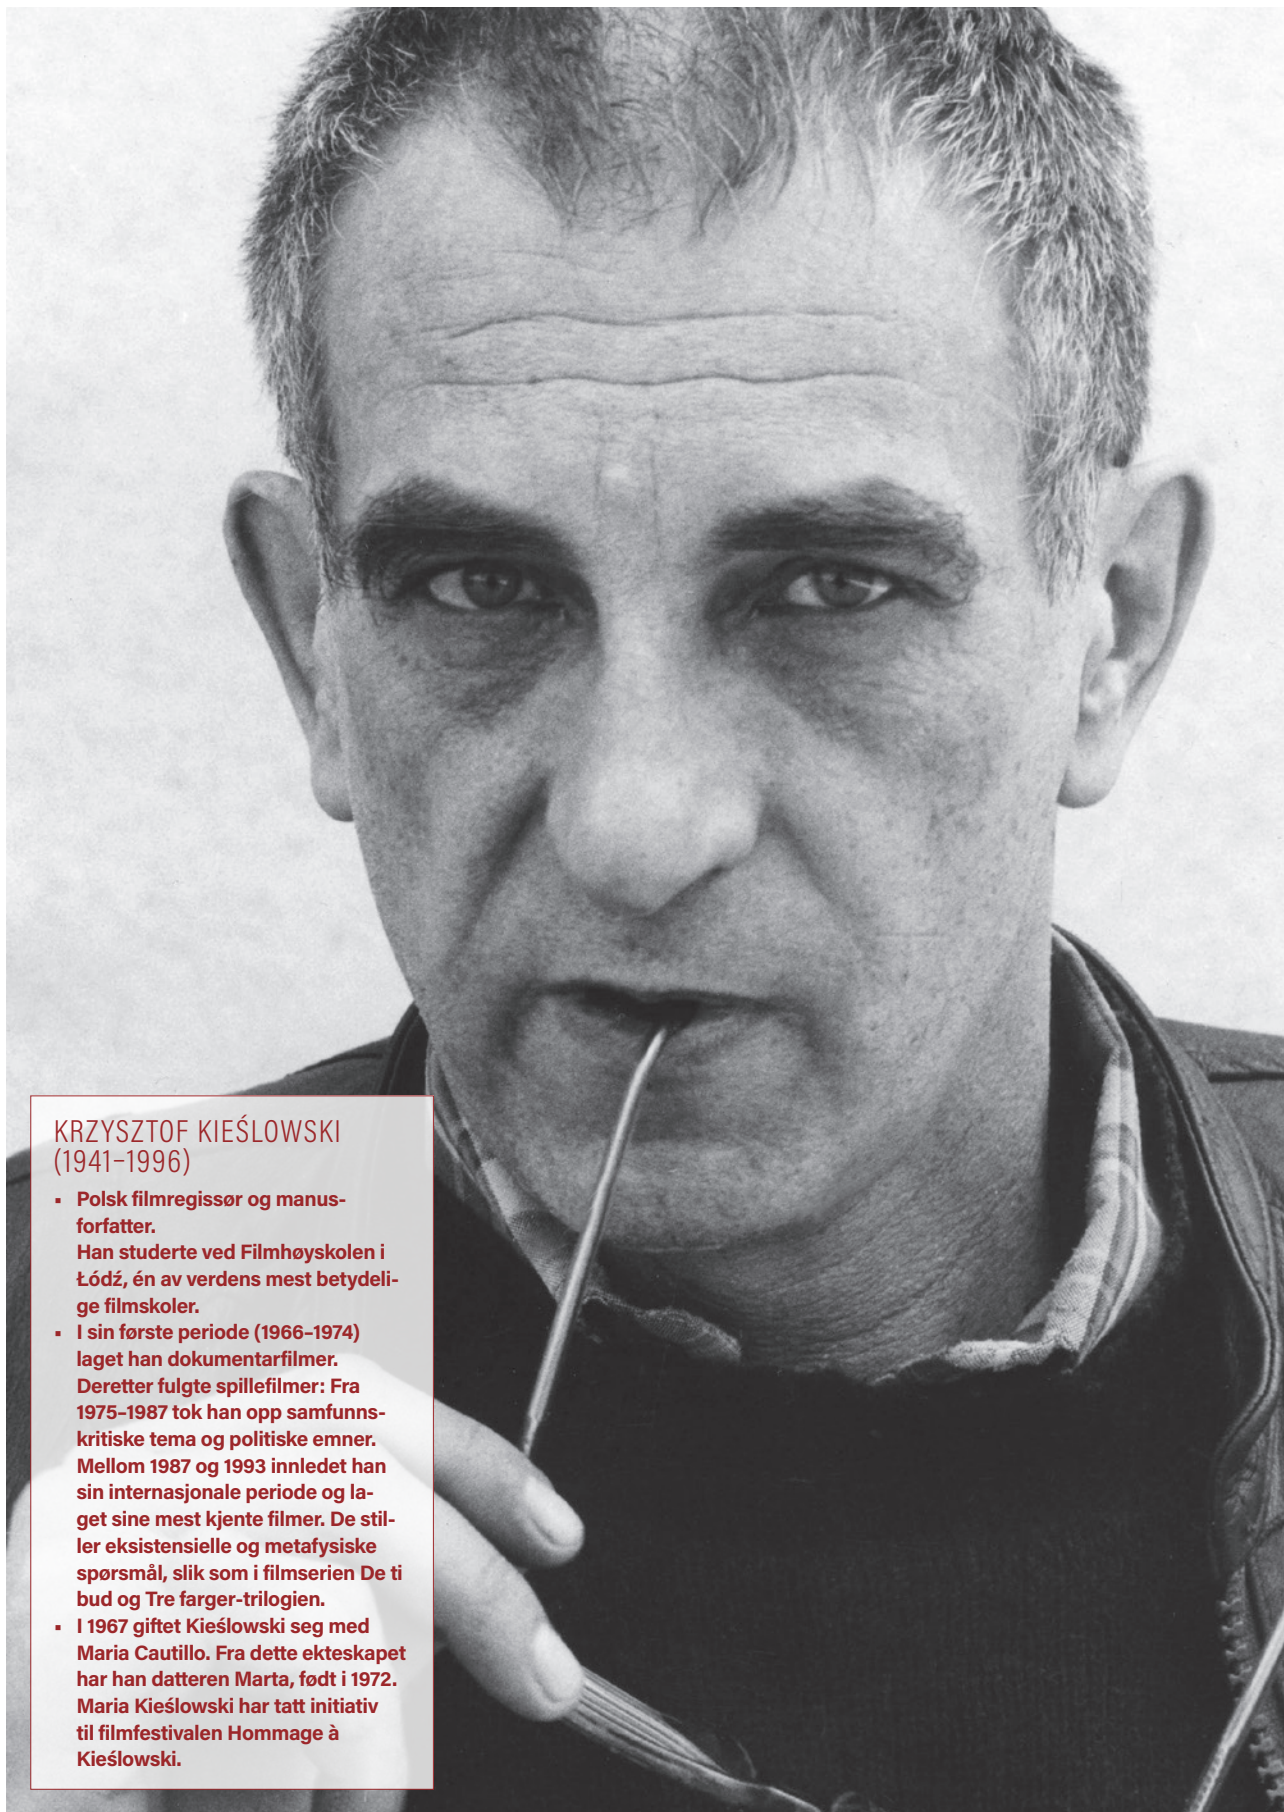 KRZYSZTOF KIEŚLOWSKI
(1941–1996)
▪ Polsk filmregissør og manus-
forfatter.
Han studerte ved Filmhøyskolen i
Łódź, én av verdens mest betydeli-
ge filmskoler.
▪ I sin første periode (1966–1974)
laget han dokumentarfilmer.
Deretter fulgte spillefilmer: Fra
1975–1987 tok han opp samfunns-
kritiske tema og politiske emner.
Mellom 1987 og 1993 innledet han
sin internasjonale periode og la-
get sine mest kjente filmer. De stil-
ler eksistensielle og metafysiske
spørsmål, slik som i filmserien De ti
bud og Tre farger-trilogien.
▪ I 1967 giftet Kieślowski seg med
Maria Cautillo. Fra dette ekteskapet
har han datteren Marta, født i 1972.
Maria Kieślowski har tatt initiativ
til filmfestivalen Hommage à
Kieślowski.